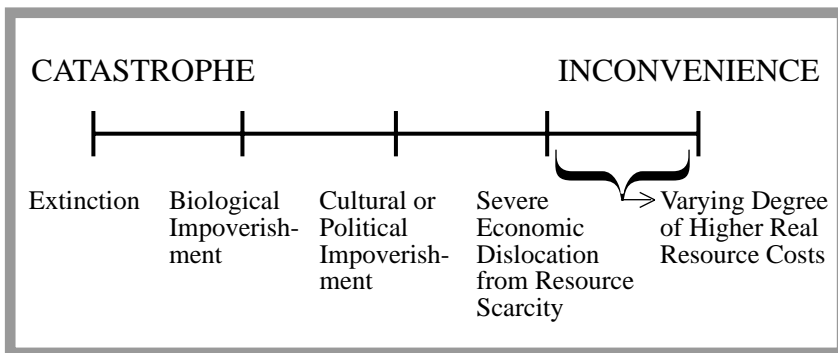 CATASTROPHE
INCONVENIENCE
Extinction
Biological
Impoverish-
ment
Cultural or
Political
Impoverish-
ment
Severe
Economic
Dislocation
from Resource
Scarcity
Varying Degree
of Higher Real
Resource Costs